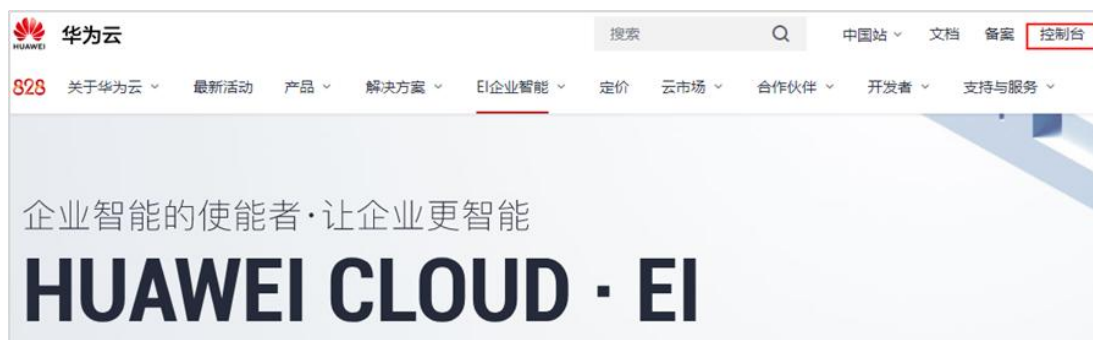 HUAWEI 华为云 搜索 中国站 文档 备案 控制台
828 关于华为云 最新活动 产品 解决方案 EI企业智能 定价 云市场 合作伙伴 开发者 支持与服务
企业智能的使能者·让企业更智能
HUAWEI CLOUD · EI